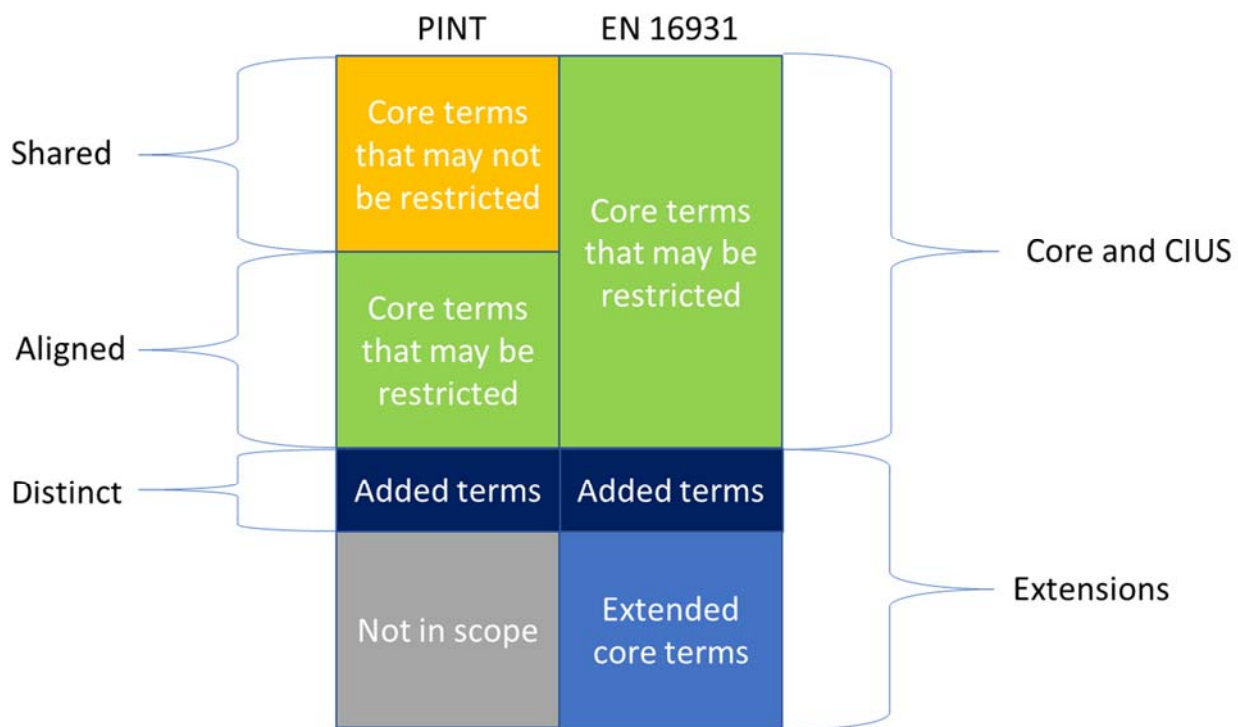 PINT
EN 16931
Shared
Core terms
that may not
be restricted
Core terms
that may be
restricted
Core and CIUS
Aligned
Core terms
that may be
restricted
Distinct
Added terms
Added terms
Not in scope
Extended
core terms
Extensions